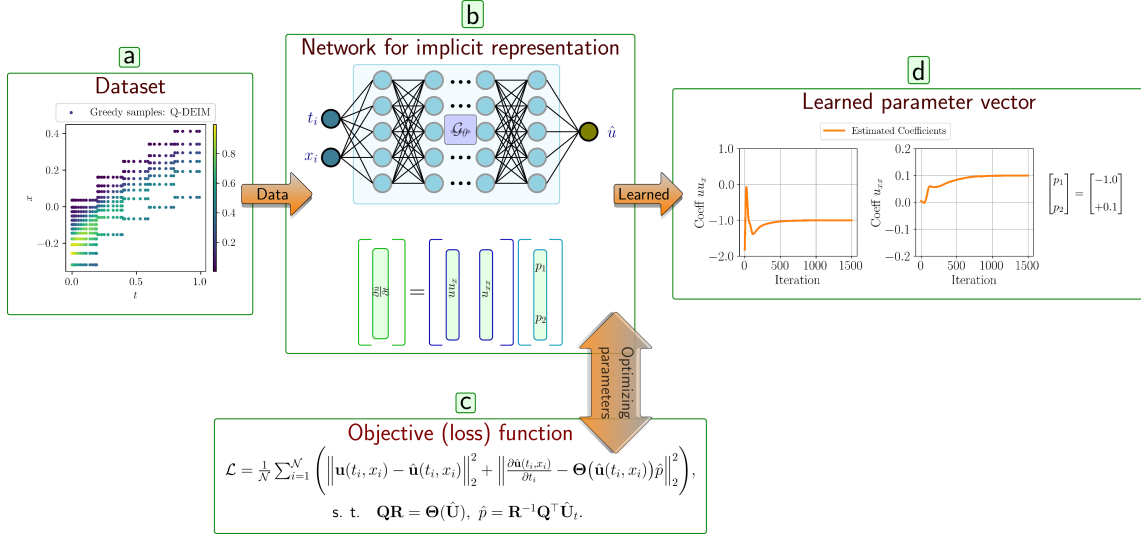 a
Dataset
Greedy samples: Q-DEIM
0.4
0.2
0.0
−0.2
x
0.0 0.5 1.0
t
0.8
0.6
0.4
0.2
Data
b
Network for implicit representation
t_i
x_i
𝒢_θ
û
∂u/∂t = uu_x u_xx p_1 p_2
Learned
Optimizing parameters
c
Objective (loss) function
ℒ = 1/𝒩 ∑_{i=1}^{𝒩} ( ‖u(t_i, x_i) − û(t_i, x_i)‖_2^2 + ‖∂û(t_i,x_i)/∂t_i − Θ(û(t_i, x_i))p̂‖_2^2 ),
s. t. QR = Θ(Û), p̂ = R^{−1}Q^⊤Û_t.
d
Learned parameter vector
Estimated Coefficients
1.0
0.0
−1.0
−2.0
Coeff uu_x
0 500 1000 1500
Iteration
0.2
0.1
0.0
−0.1
−0.2
Coeff u_xx
0 500 1000 1500
Iteration
[p_1 p_2] = [−1.0 +0.1]